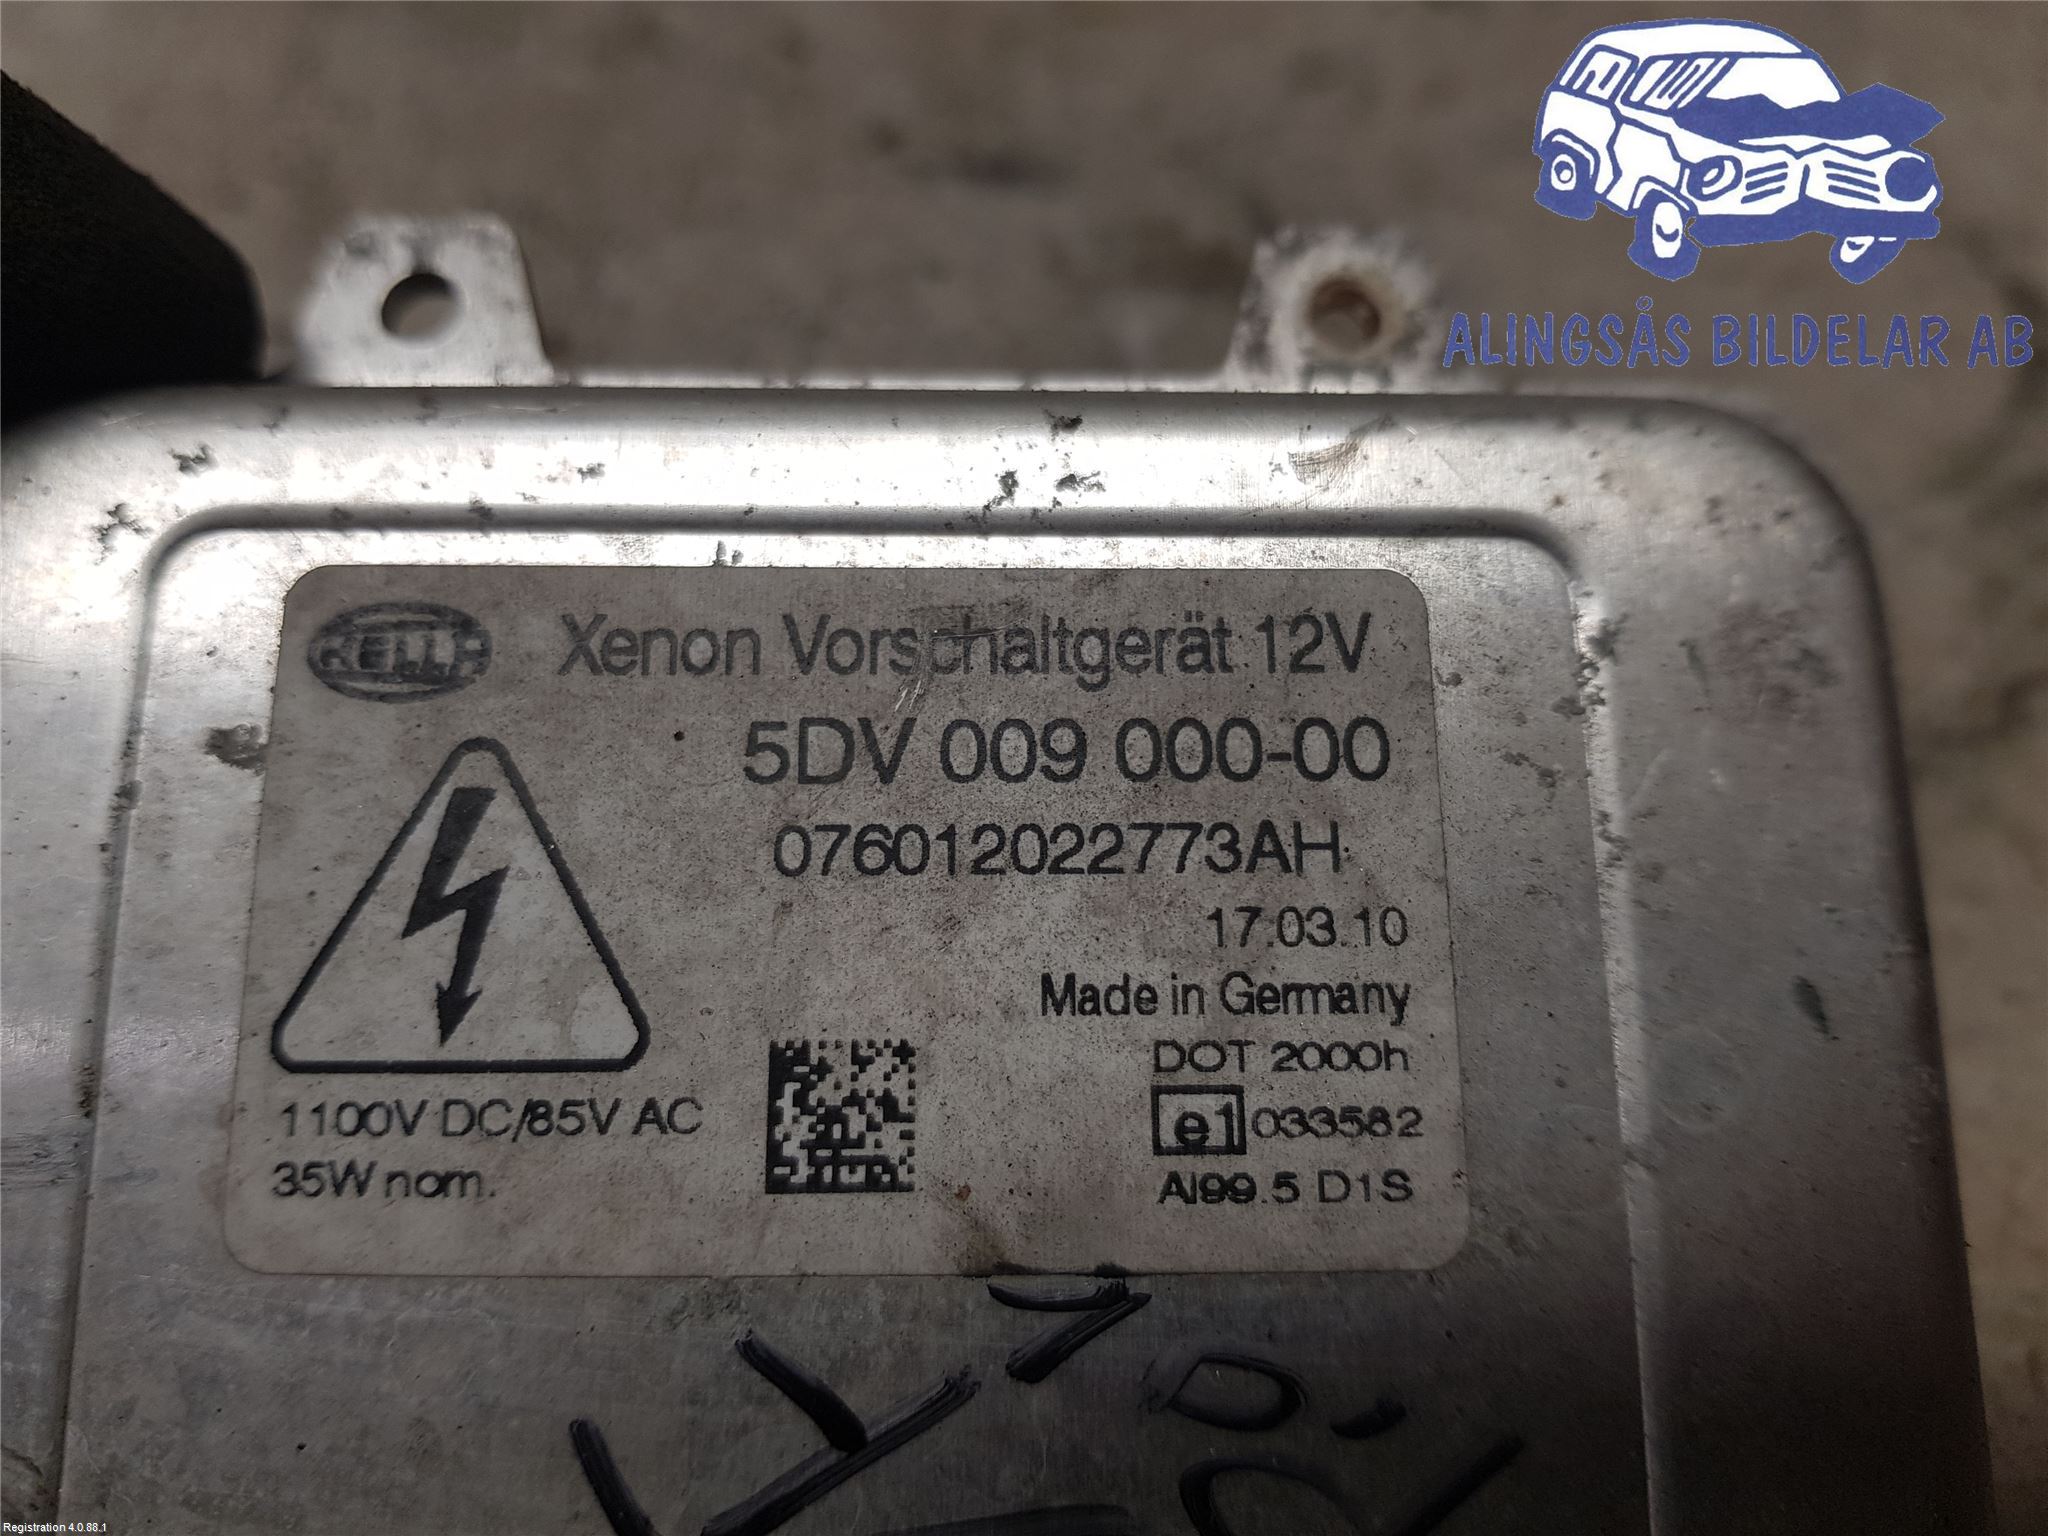 ALINGSÅS BILDELAR AB
HELLA
Xenon Vorschaltgerät 12V
5DV 009 000-00
076012022773AH
17.03.10
Made in Germany
DOT 2000h
1100V DC/85V AC
e1 033582
35W nom.
Al99.5 D1S
Registration 4.0.88.1